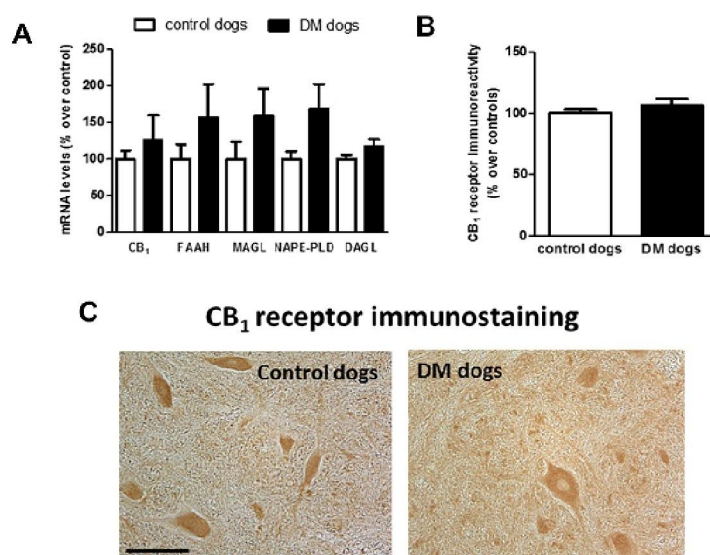 A
control dogs DM dogs
mRNA levels (% over control)
250
200
150
100
50
0
CB1 FAAH MAGL NAPE-PLD DAGL
B
CB1 receptor Immunoreactivity
(% over controls)
150
100
50
0
control dogs DM dogs
C CB1 receptor immunostaining
Control dogs
DM dogs